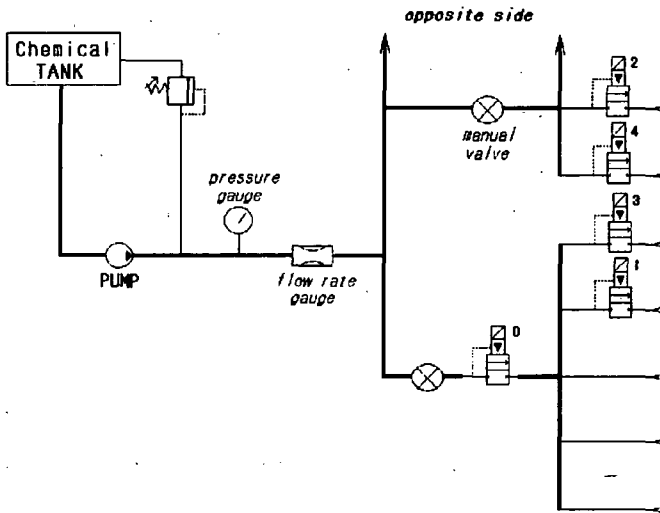 opposite side
Chemical
TANK
2
manual
valve
4
pressure
gauge
3
PUMP
flow rate
gauge
1
0